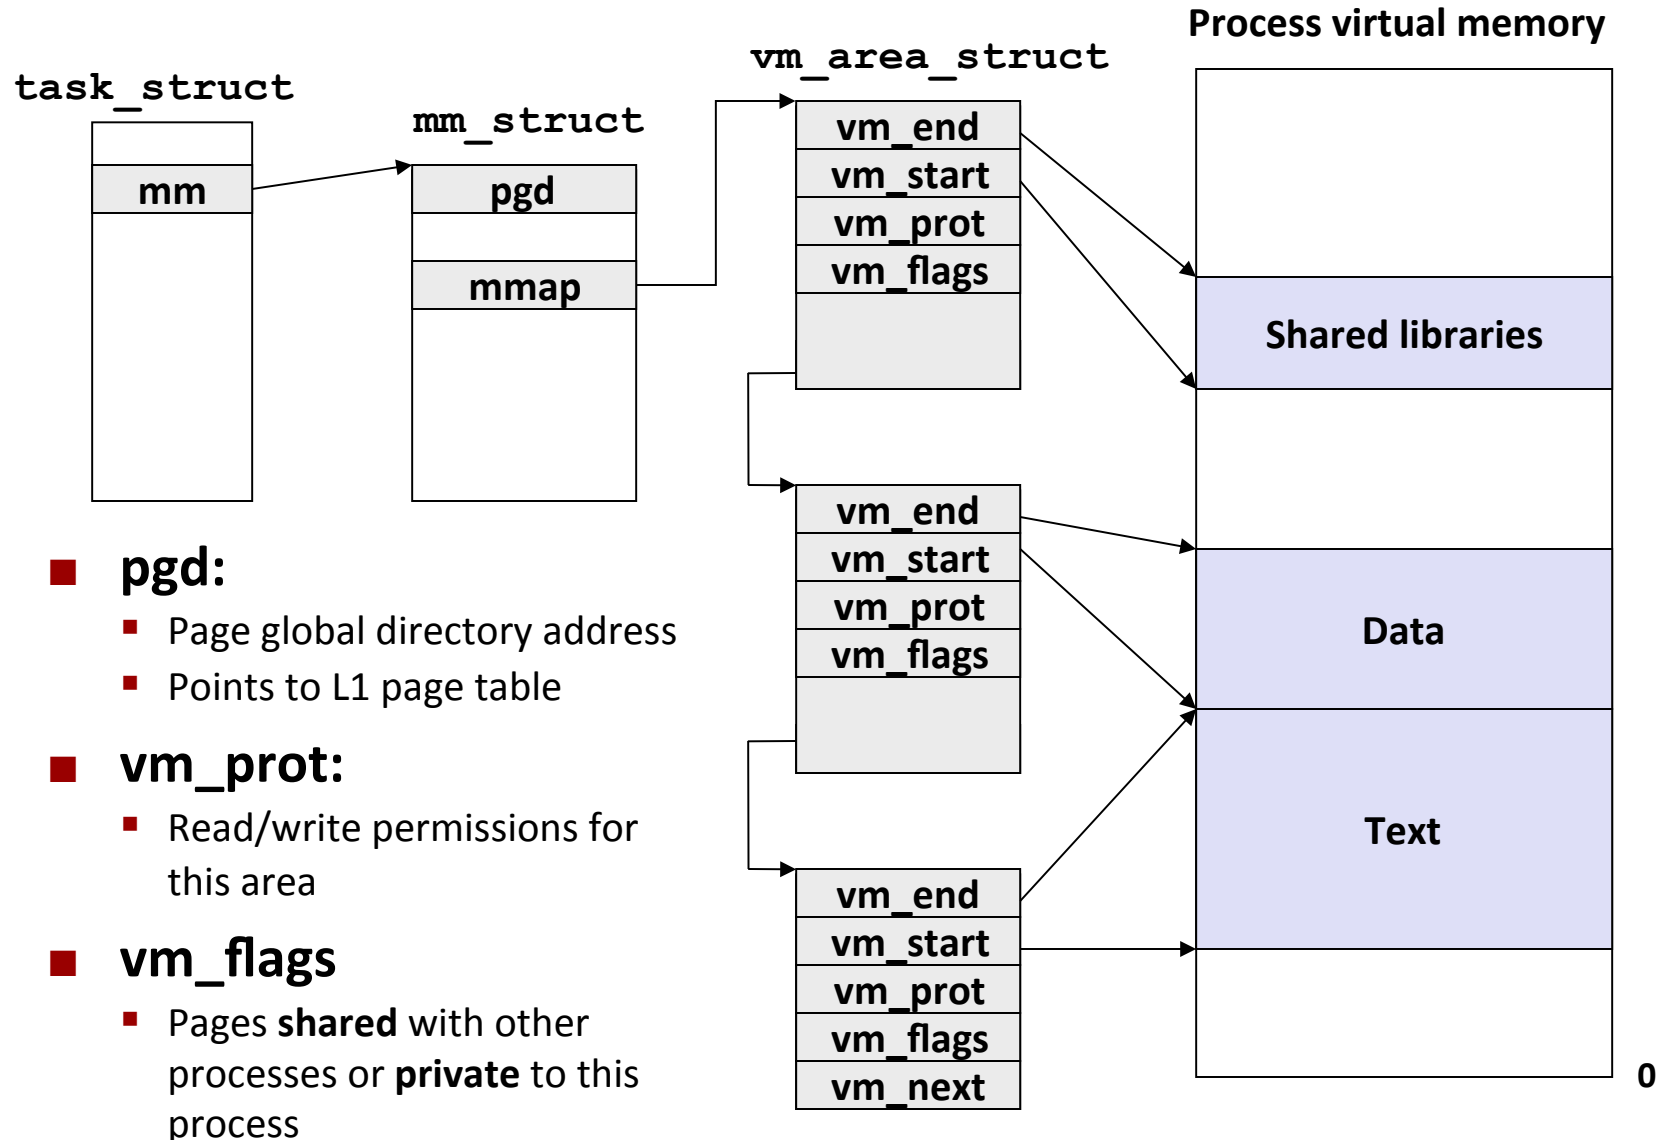 Process virtual memory
vm_area_struct
task_struct
mm_struct
mm
pgd
mmap
vm_end
vm_start
vm_prot
vm_flags
Shared libraries
vm_end
vm_start
vm_prot
vm_flags
Data
Text
vm_end
vm_start
vm_prot
vm_flags
vm_next
0
pgd:
Page global directory address
Points to L1 page table
vm_prot:
Read/write permissions for
this area
vm_flags
Pages shared with other
processes or private to this
process